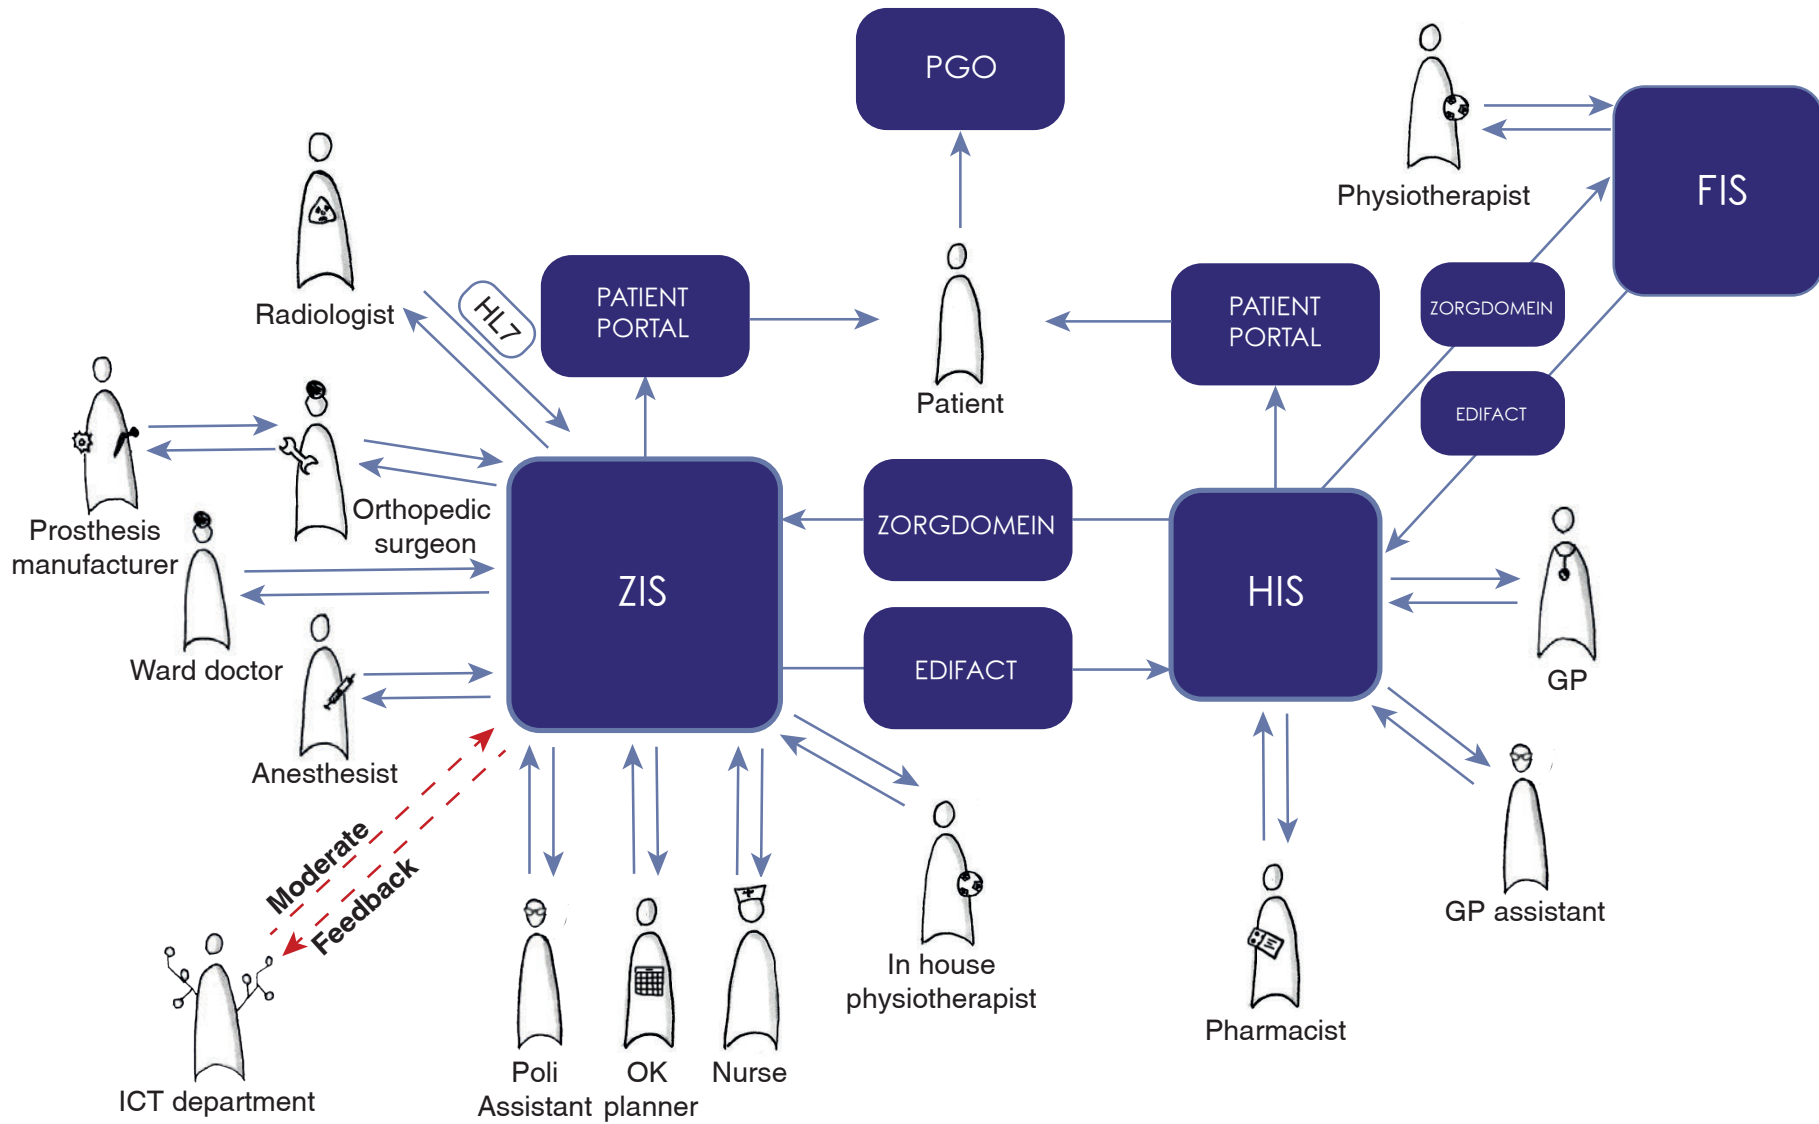 PGO
Physiotherapist
FIS
Radiologist
HL7
PATIENT
PORTAL
Patient
PATIENT
PORTAL
ZORGDOMEIN
EDIFACT
Prosthesis
manufacturer
Orthopedic
surgeon
ZIS
ZORGDOMEIN
EDIFACT
HIS
GP
Ward doctor
Anesthesist
Moderate
Feedback
GP assistant
In house
physiotherapist
Pharmacist
ICT department
Poli
Assistant
OK
planner
Nurse